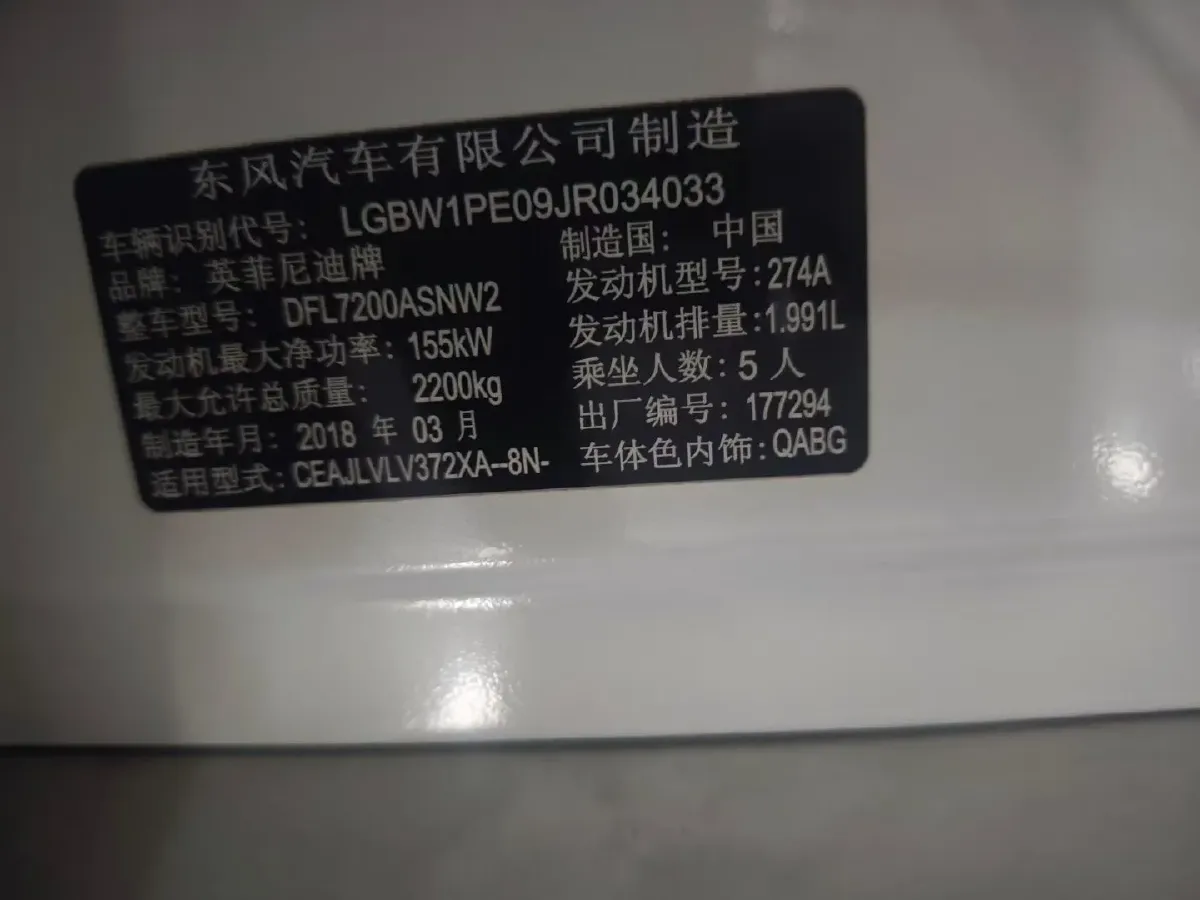 东风汽车有限公司制造
车辆识别代号: LGBW1PE09JR034033
品牌: 英菲尼迪牌 制造国: 中国
整车型号: DFL7200ASNW2 发动机型号:274A
发动机最大净功率: 155kW 发动机排量:1.991L
最大允许总质量: 2200kg 乘坐人数:5 人
制造年月: 2018 年 03 月 出厂编号: 177294
适用型式:CEAJLVLV372XA--8N- 车体色内饰:QABG